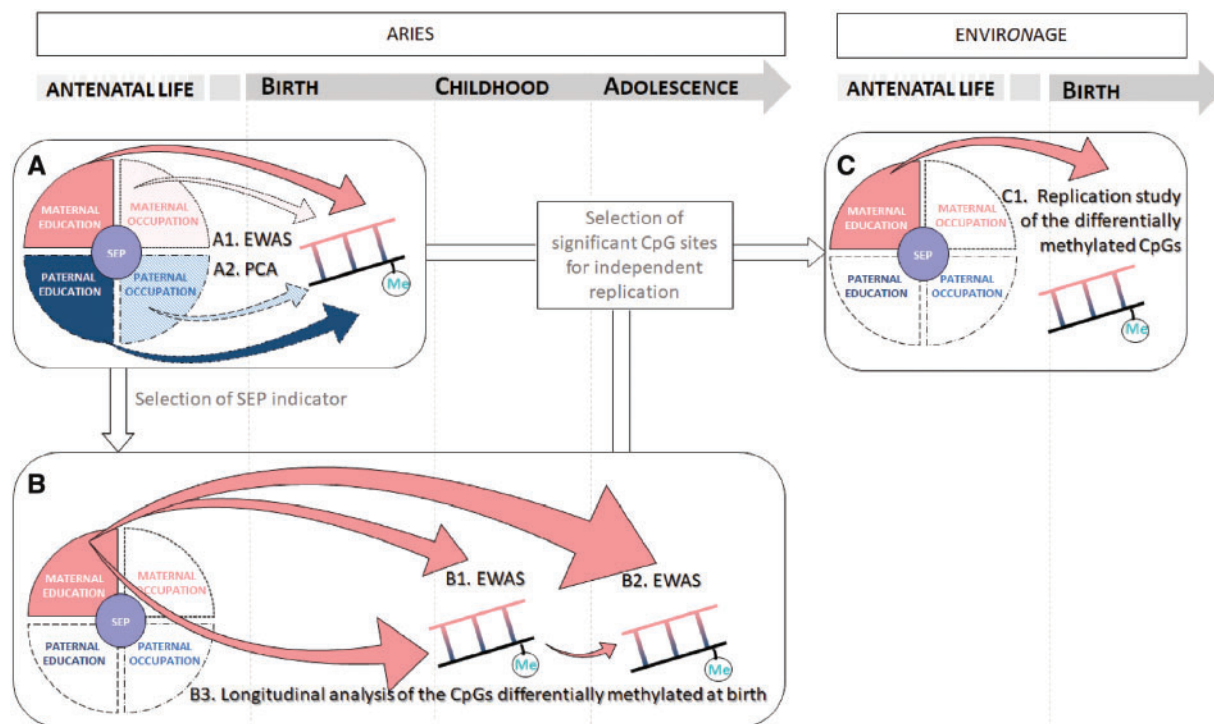 ARIES
ENVIRONAGE
ANTENATAL LIFE
BIRTH
CHILDHOOD
ADOLESCENCE
ANTENATAL LIFE
BIRTH
A
MATERNAL
EDUCATION
MATERNAL
OCCUPATION
SEP
PATERNAL
EDUCATION
PATERNAL
OCCUPATION
A1. EWAS
A2. PCA
Me
Selection of
significant CpG sites
for independent
replication
C
MATERNAL
EDUCATION
MATERNAL
OCCUPATION
SEP
PATERNAL
EDUCATION
PATERNAL
OCCUPATION
C1. Replication study
of the differentially
methylated CpGs
Me
Selection of SEP indicator
B
MATERNAL
EDUCATION
MATERNAL
OCCUPATION
SEP
PATERNAL
EDUCATION
PATERNAL
OCCUPATION
B1. EWAS
B2. EWAS
Me
Me
B3. Longitudinal analysis of the CpGs differentially methylated at birth